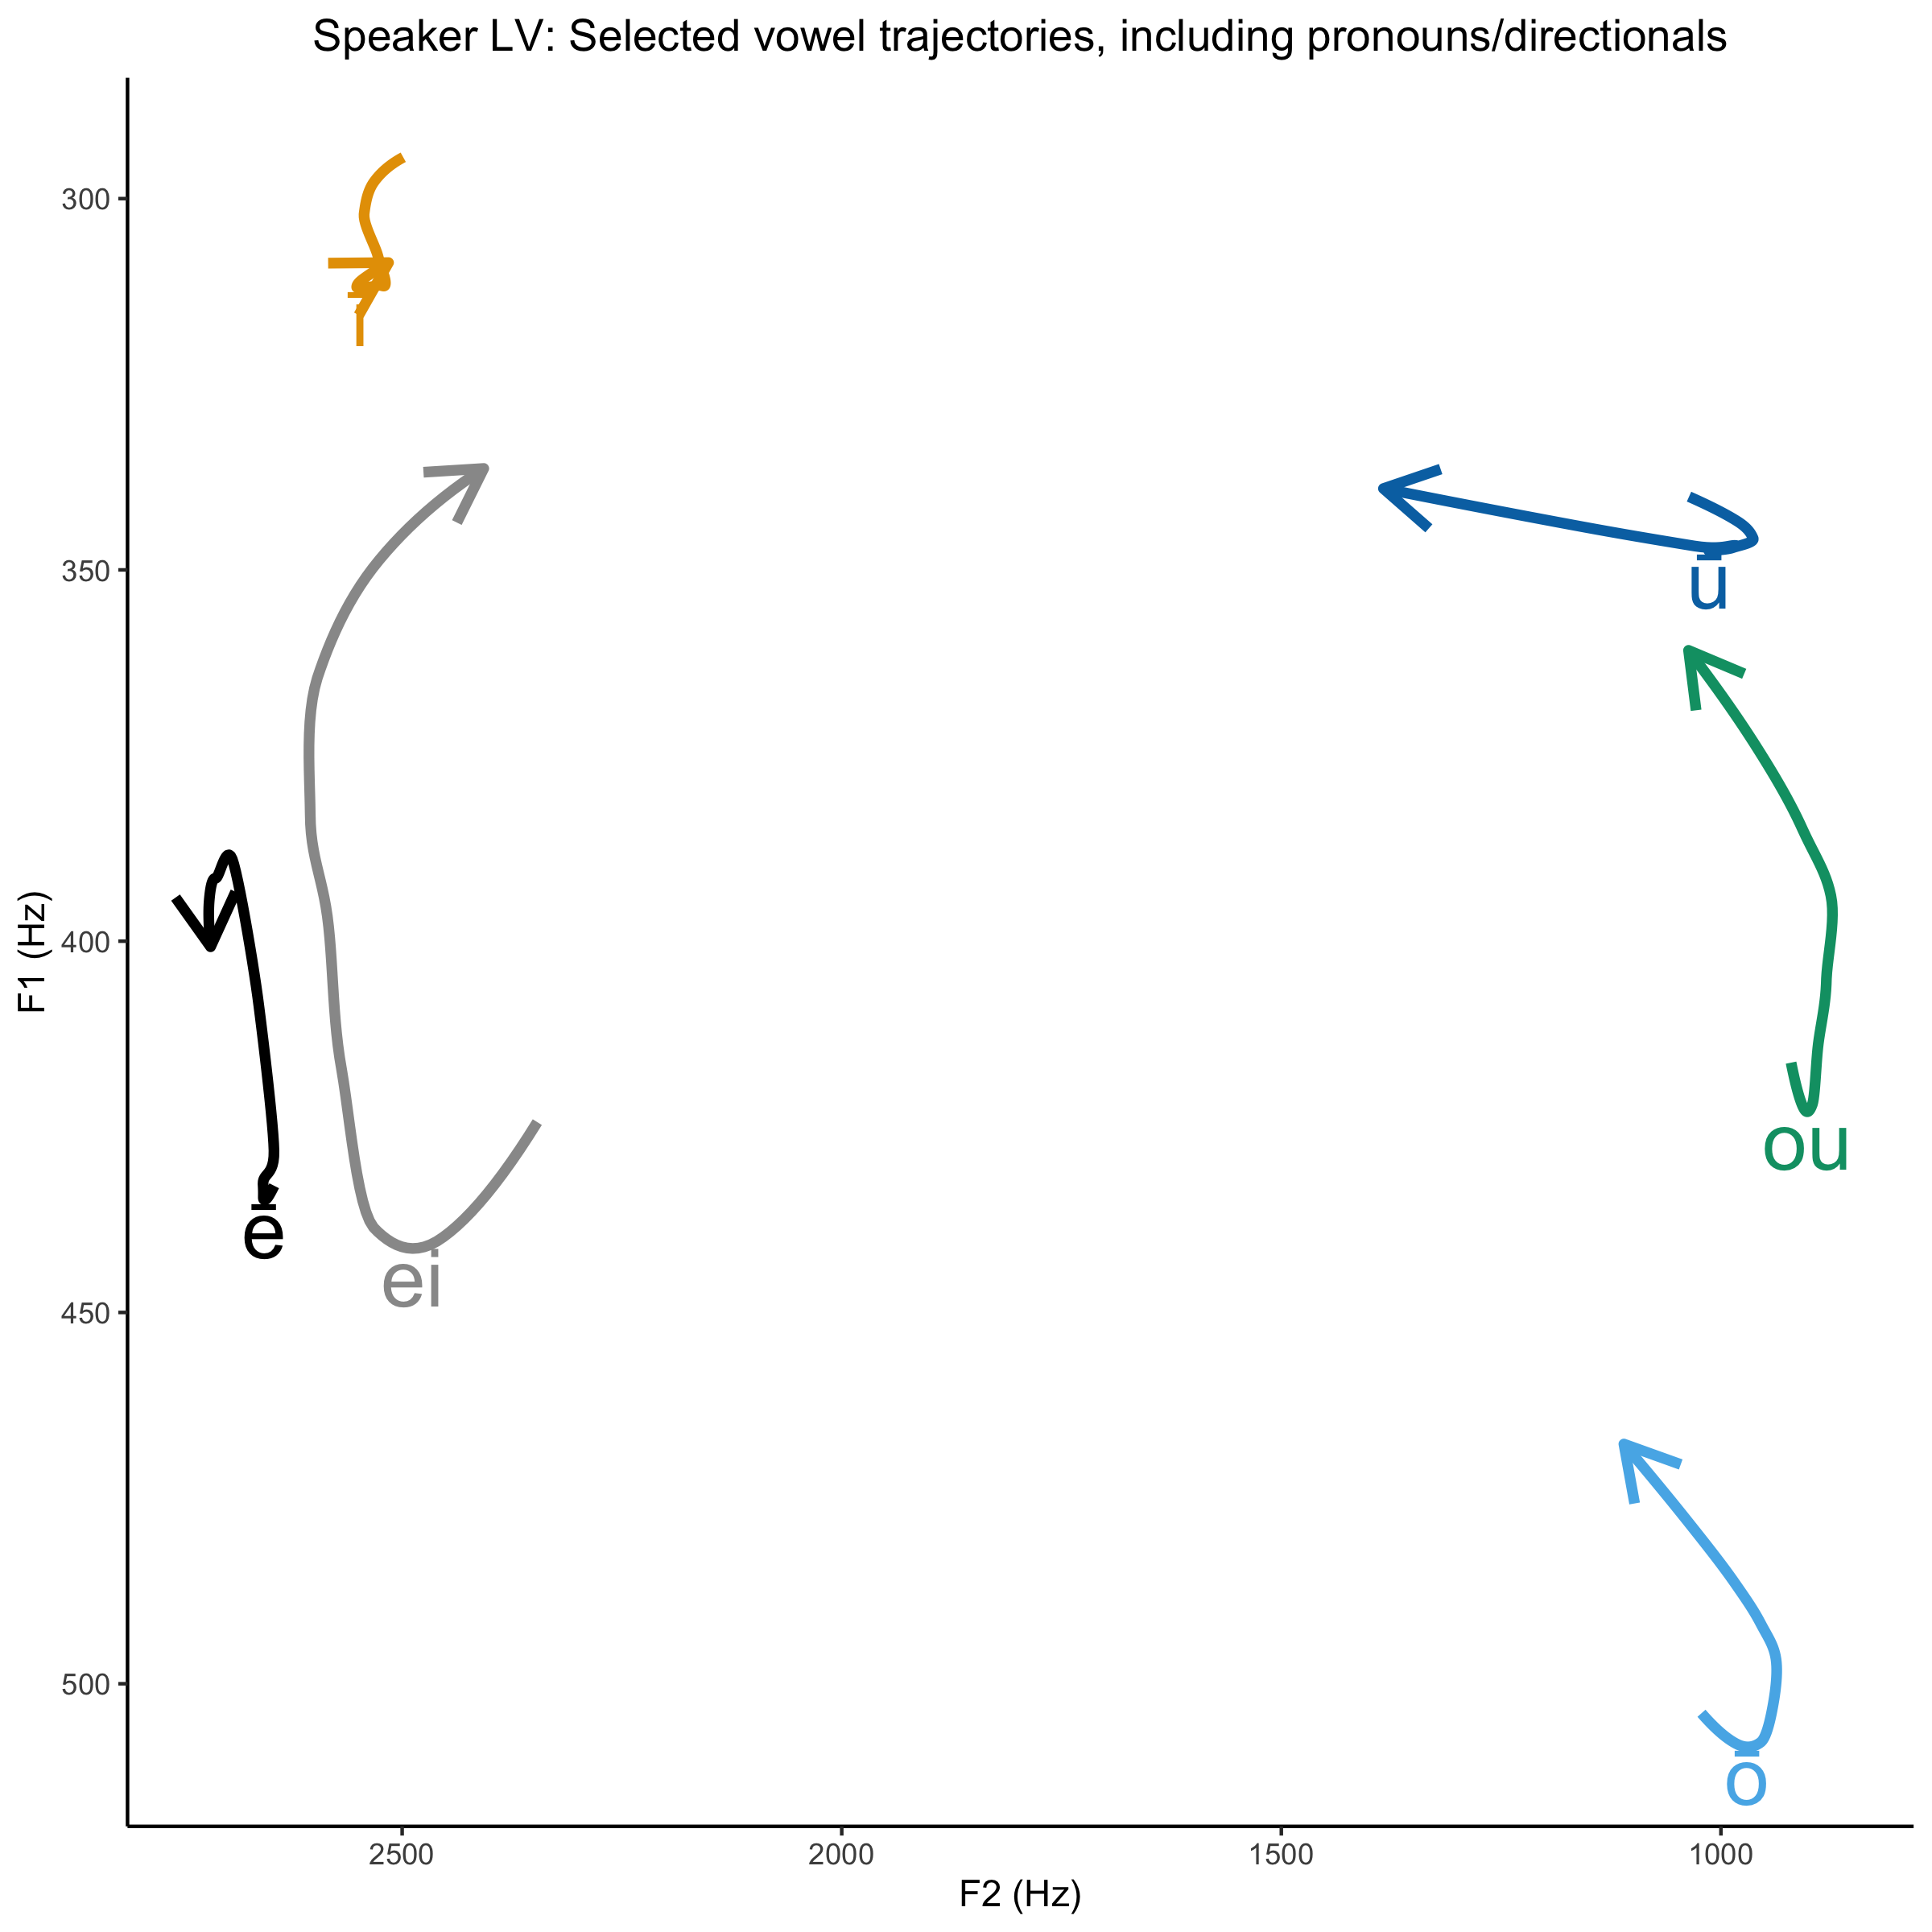 Speaker LV: Selected vowel trajectories, including pronouns/directionals
300
ī
350
ū
F1 (Hz)
400
ou
ē
ei
450
500
ō
2500 2000 1500 1000
F2 (Hz)